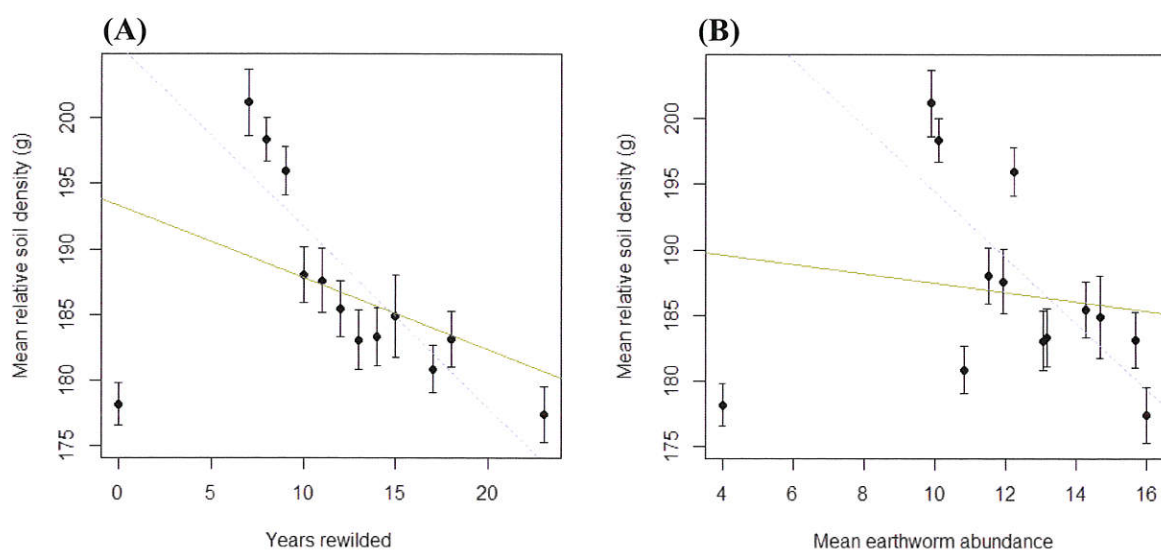 (A)
Mean relative soil density (g)
175 180 185 190 195 200
0 5 10 15 20
Years rewilded
(B)
Mean relative soil density (g)
175 180 185 190 195 200
4 6 8 10 12 14 16
Mean earthworm abundance